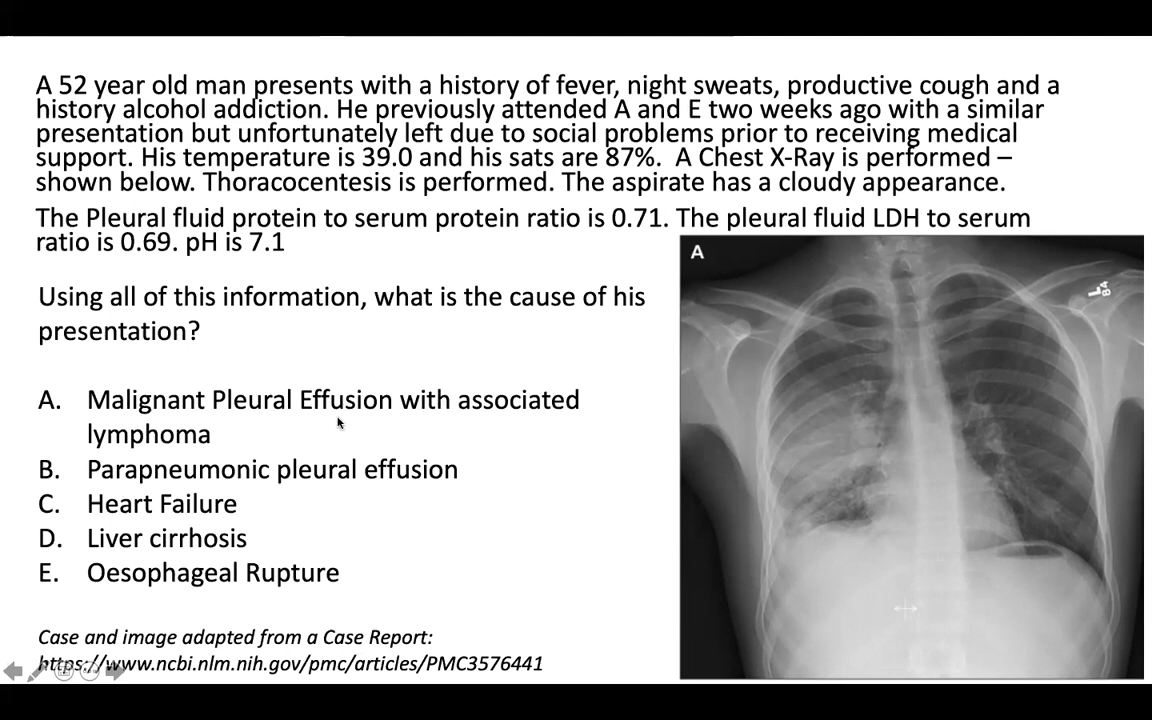 A 52 year old man presents with a history of fever, night sweats, productive cough and a
history alcohol addiction. He previously attended A and E two weeks ago with a similar
presentation but unfortunately left due to social problems prior to receiving medical
support. His temperature is 39.0 and his sats are 87%.  A Chest X-Ray is performed –
shown below. Thoracocentesis is performed. The aspirate has a cloudy appearance.
The Pleural fluid protein to serum protein ratio is 0.71. The pleural fluid LDH to serum
ratio is 0.69. pH is 7.1
A
L
Using all of this information, what is the cause of his
presentation?
A. Malignant Pleural Effusion with associated
lymphoma
B. Parapneumonic pleural effusion
C. Heart Failure
D. Liver cirrhosis
E. Oesophageal Rupture
Case and image adapted from a Case Report:
https://www.ncbi.nlm.nih.gov/pmc/articles/PMC3576441